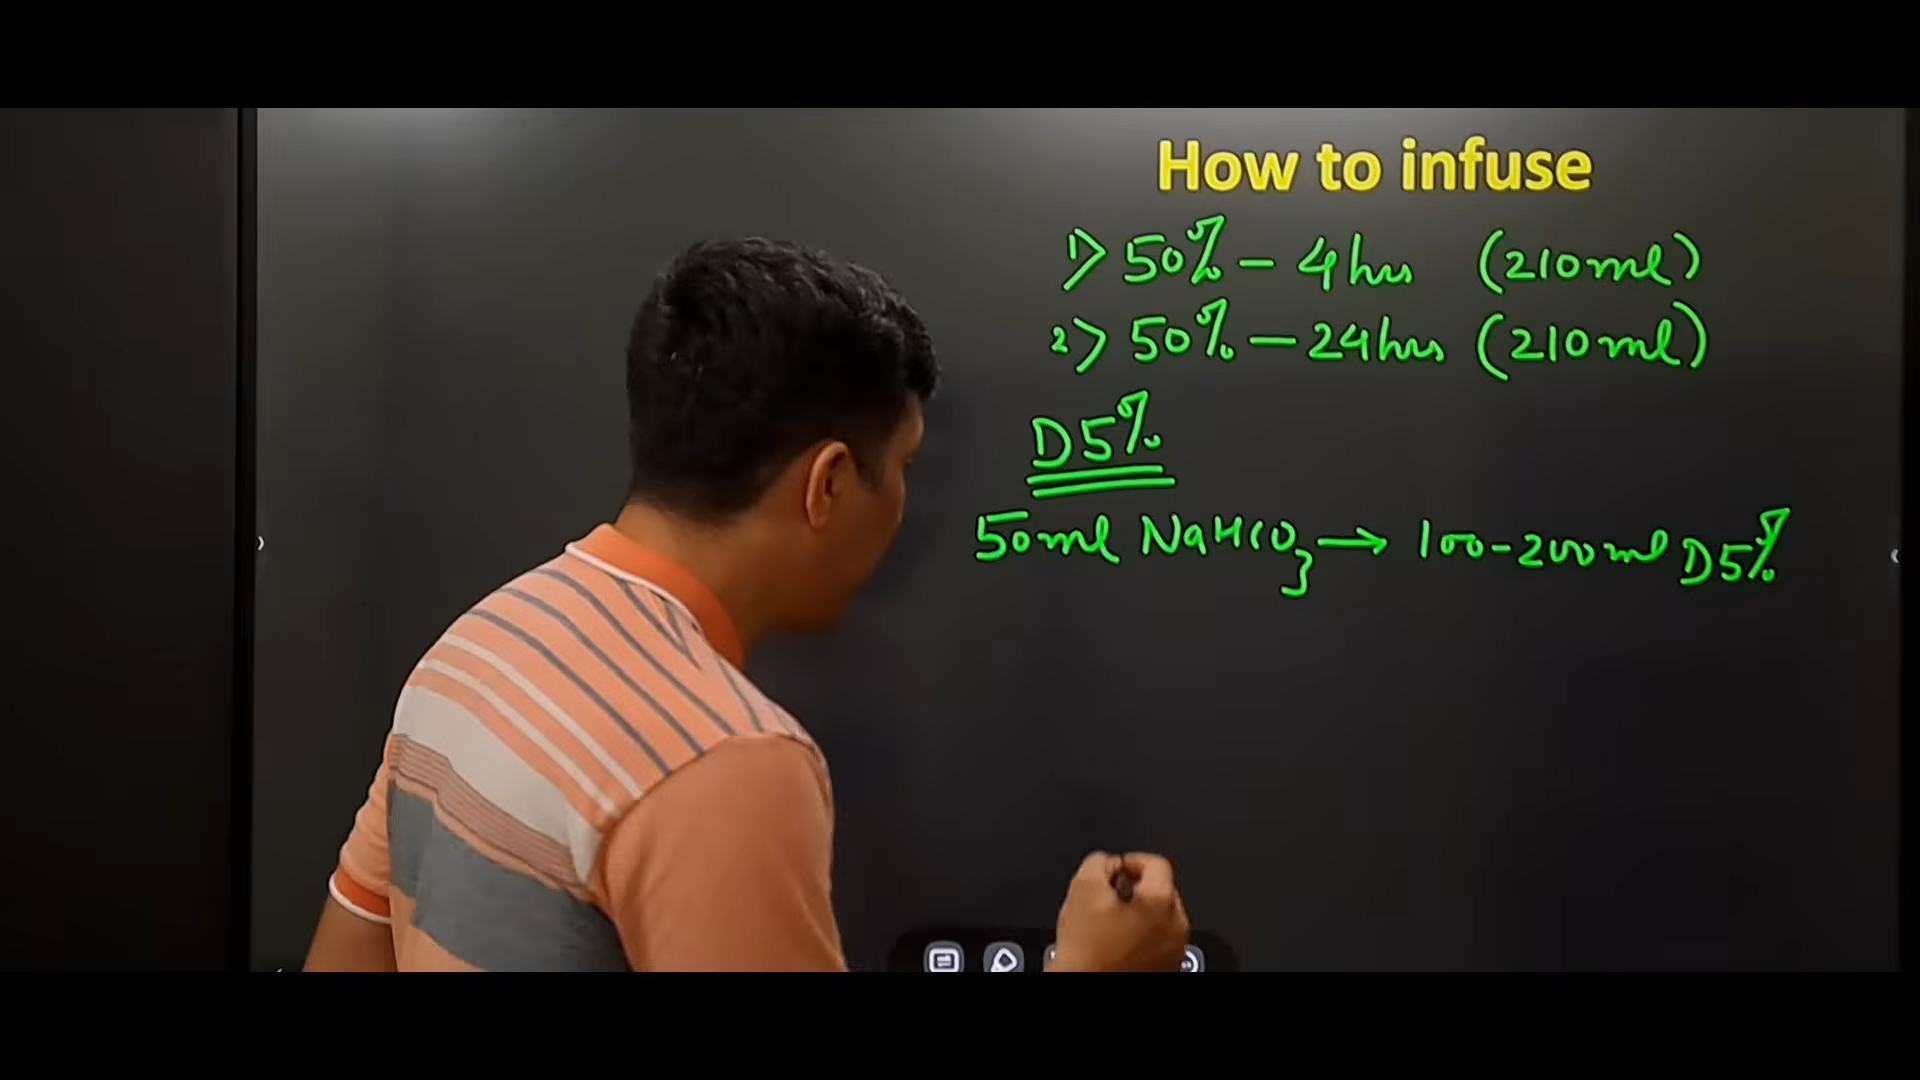 How to infuse
1> 50% - 4hrs (210ml)
2> 50% - 24hrs (210ml)
D5%
50ml NaHCO3 → 100-200ml D5%